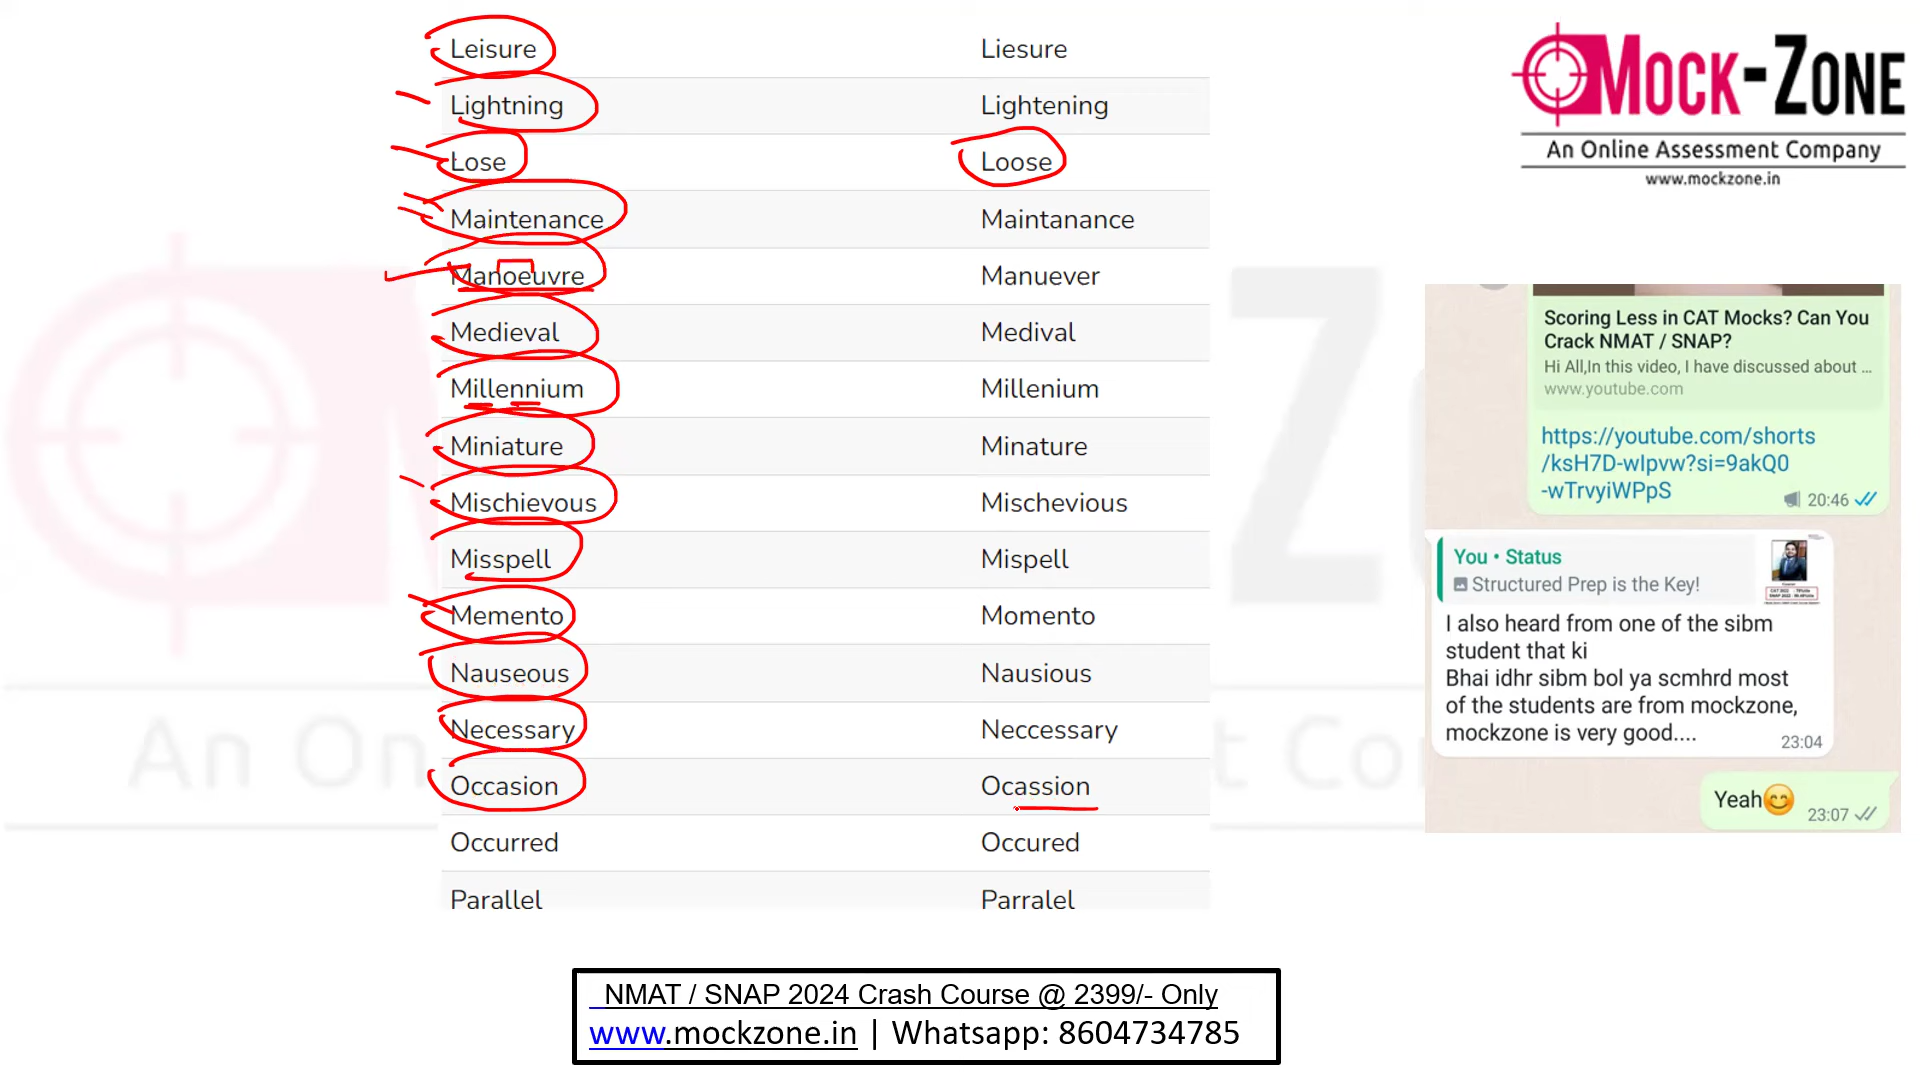 Leisure Liesure
Lightning Lightening
Lose Loose
Maintenance Maintanance
Manoeuvre Manuever
Medieval Medival
Millennium Millenium
Miniature Minature
Mischievous Mischevious
Misspell Mispell
Memento Momento
Nauseous Nausious
Necessary Neccessary
Occasion Ocassion
Occurred Occured
Parallel Parralel
MOCK-ZONE
An Online Assessment Company
www.mockzone.in
Scoring Less in CAT Mocks? Can You
Crack NMAT / SNAP?
Hi All,In this video, I have discussed about ...
www.youtube.com
https://youtube.com/shorts
/ksH7D-wIpvw?si=9akQ0
-wTrvyiWPpS
20:46
You • Status
Structured Prep is the Key!
I also heard from one of the sibm
student that ki
Bhai idhr sibm bol ya scmhrd most
of the students are from mockzone,
mockzone is very good....
23:04
Yeah😊
23:07
NMAT / SNAP 2024 Crash Course @ 2399/- Only
www.mockzone.in | Whatsapp: 8604734785